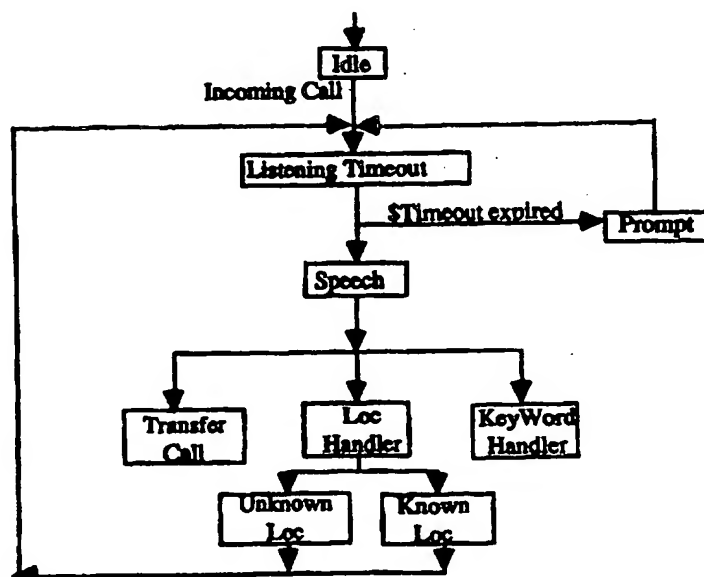 Idle
Incoming Call
Listening Timeout
$Timeout expired
Prompt
Speech
Transfer
Call
Loc
Handler
KeyWord
Handler
Unknown
Loc
Known
Loc